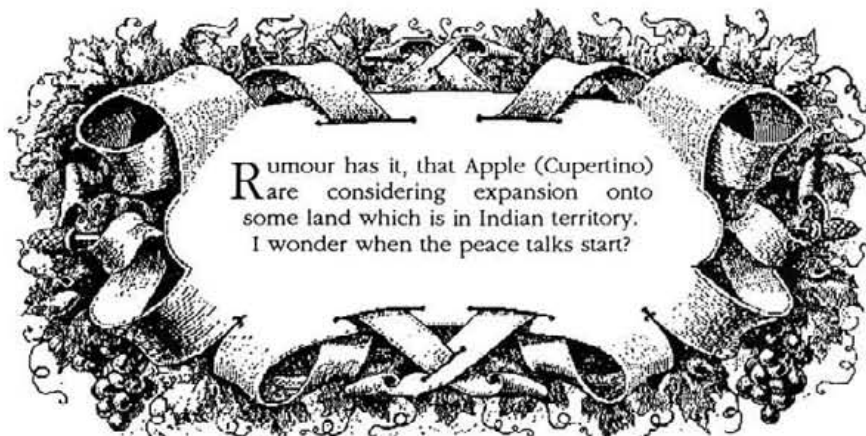 Rumour has it, that Apple (Cupertino)
are considering expansion onto
some land which is in Indian territory.
I wonder when the peace talks start?